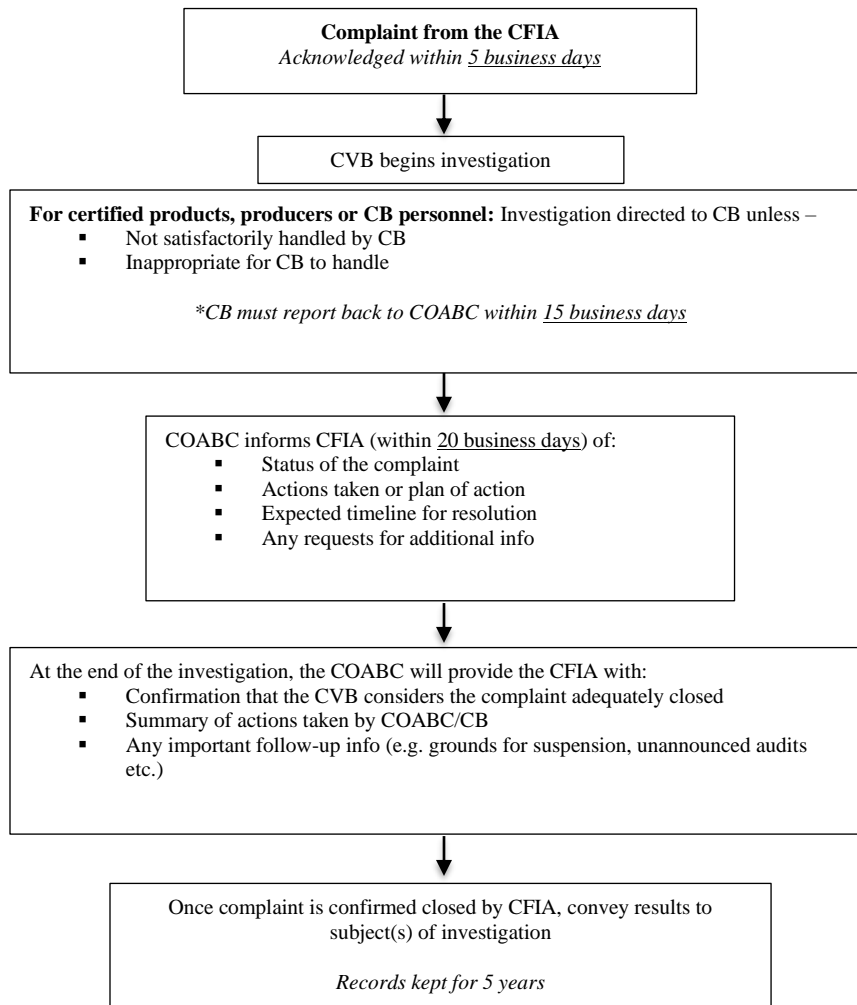 Complaint from the CFIA
Acknowledged within 5 business days
CVB begins investigation
For certified products, producers or CB personnel: Investigation directed to CB unless –
▪ Not satisfactorily handled by CB
▪ Inappropriate for CB to handle
*CB must report back to COABC within 15 business days
COABC informs CFIA (within 20 business days) of:
▪ Status of the complaint
▪ Actions taken or plan of action
▪ Expected timeline for resolution
▪ Any requests for additional info
At the end of the investigation, the COABC will provide the CFIA with:
▪ Confirmation that the CVB considers the complaint adequately closed
▪ Summary of actions taken by COABC/CB
▪ Any important follow-up info (e.g. grounds for suspension, unannounced audits
etc.)
Once complaint is confirmed closed by CFIA, convey results to
subject(s) of investigation
Records kept for 5 years